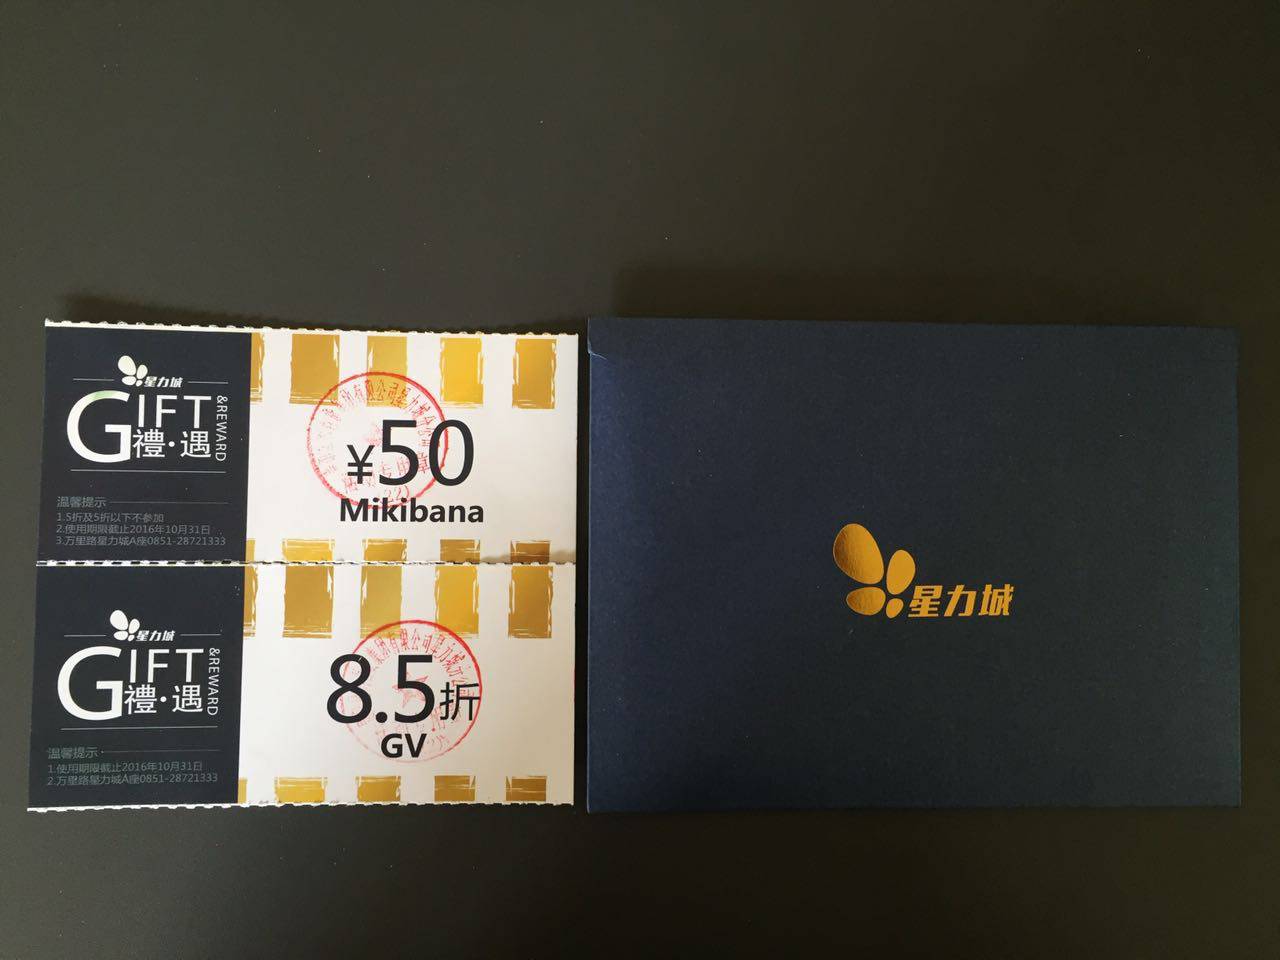 星力城
GIFT
&REWARD
禮·遇
温馨提示
1.5折及5折以下不参加
2.使用期限截止2016年10月31日
3.万里路星力城A座0851-28721333
¥50
Mikibana
星力城
GIFT
&REWARD
禮·遇
温馨提示
1.使用期限截止2016年10月31日
2.万里路星力城A座0851-28721333
8.5折
GV
星力城